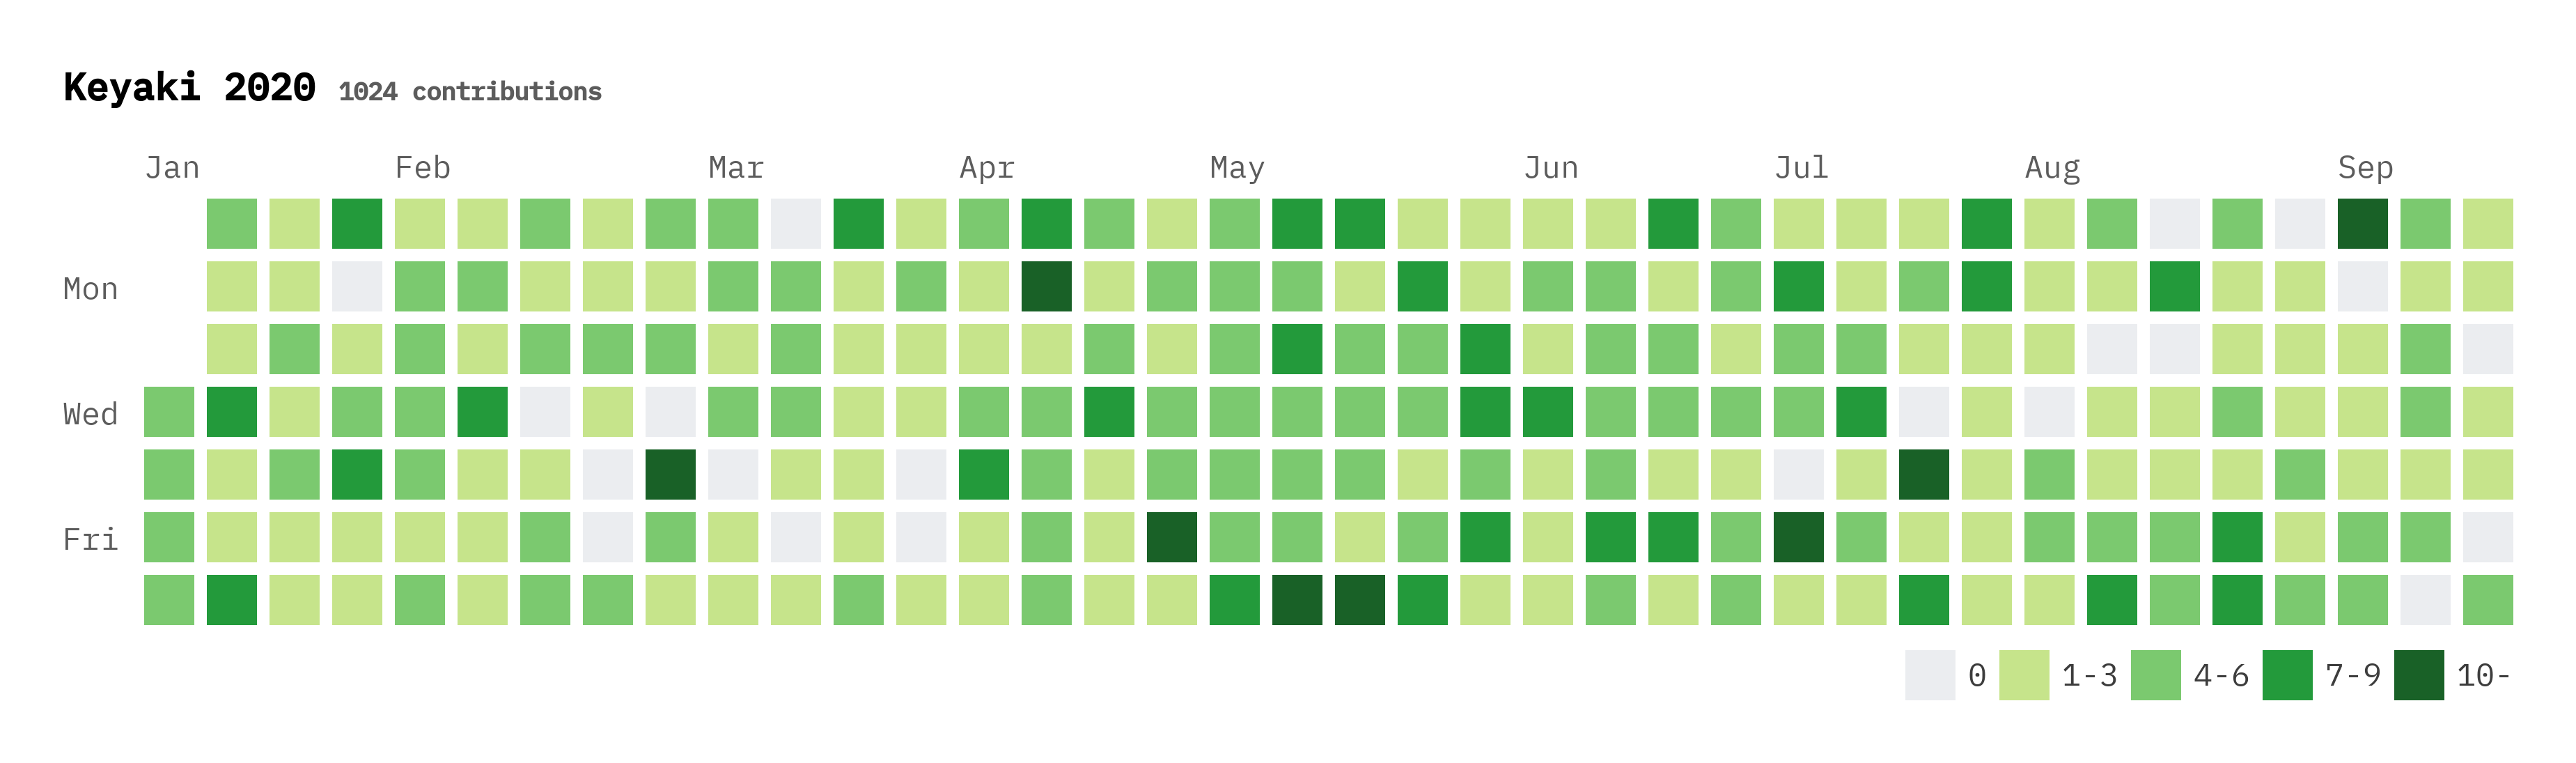 Keyaki 2020 1024 contributions
Jan Feb Mar Apr May Jun Jul Aug Sep
Mon
Wed
Fri
0 1-3 4-6 7-9 10-